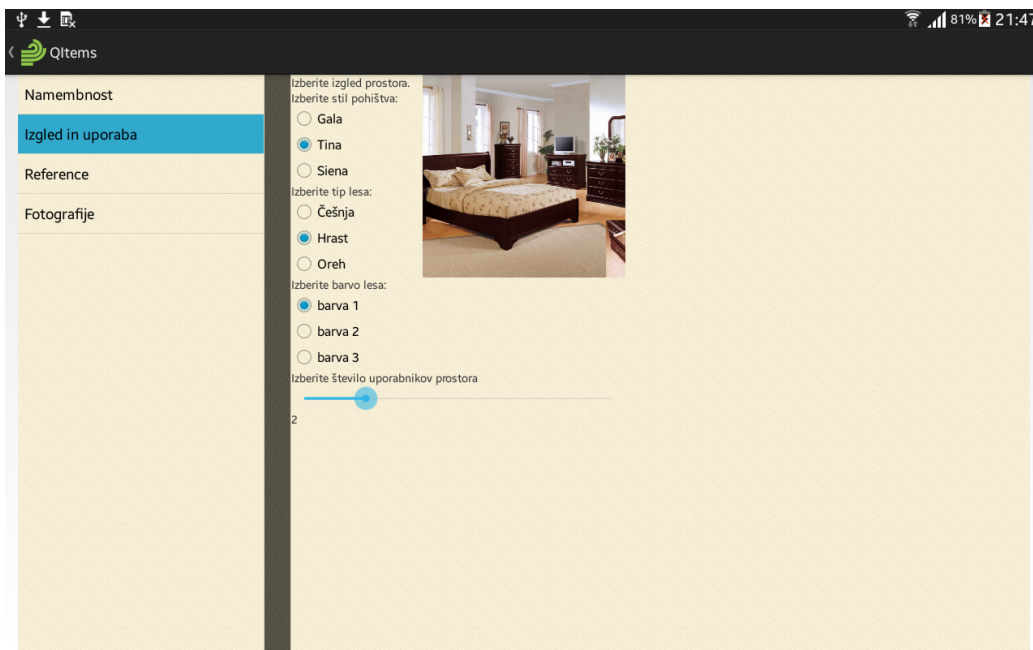 81% 21:47
QItems
Namembnost
Izgled in uporaba
Reference
Fotografije
Izberite izgled prostora.
Izberite stil pohištva:
Gala
Tina
Siena
Izberite tip lesa:
Češnja
Hrast
Oreh
Izberite barvo lesa:
barva 1
barva 2
barva 3
Izberite število uporabnikov prostora
2